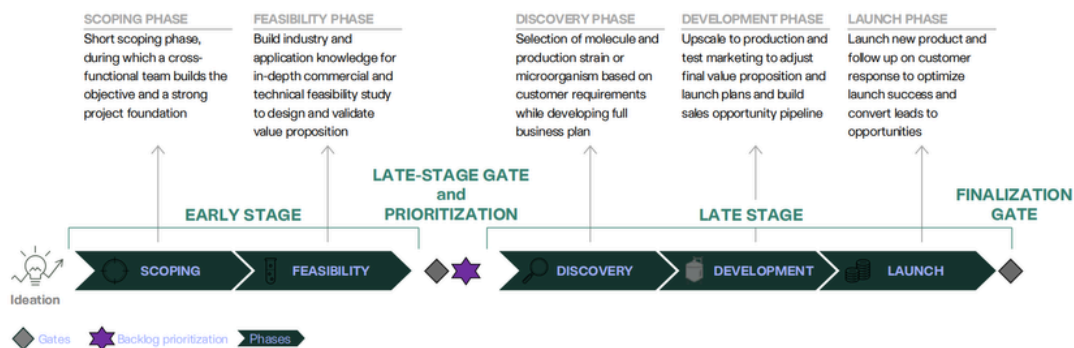 SCOPING PHASE
Short scoping phase,
during which a cross-
functional team builds the
objective and a strong
project foundation
FEASIBILITY PHASE
Build industry and
application knowledge for
in-depth commercial and
technical feasibility study
to design and validate
value proposition
DISCOVERY PHASE
Selection of molecule and
production strain or
microorganism based on
customer requirements
while developing full
business plan
DEVELOPMENT PHASE
Upscale to production and
test marketing to adjust
final value proposition and
launch plans and build
sales opportunity pipeline
LAUNCH PHASE
Launch new product and
follow up on customer
response to optimize
launch success and
convert leads to
opportunities
EARLY STAGE
LATE-STAGE GATE
and
PRIORITIZATION
LATE STAGE
FINALIZATION
GATE
Ideation
SCOPING
FEASIBILITY
DISCOVERY
DEVELOPMENT
LAUNCH
Gates
Backlog prioritization
Phases